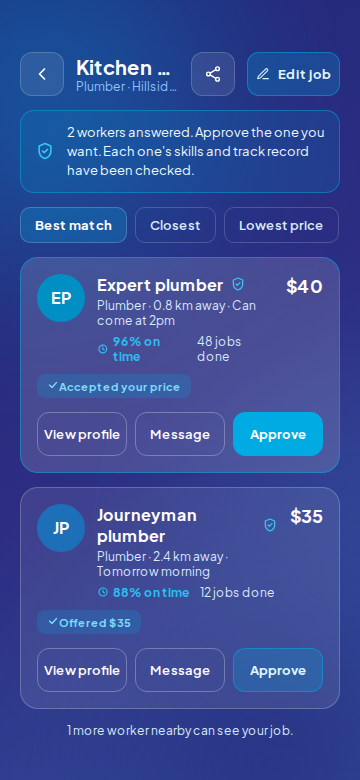 Kitchen ...
Plumber · Hillsid...
Edit job
2 workers answered. Approve the one you
want. Each one's skills and track record
have been checked.
Best match
Closest
Lowest price
EP
Expert plumber
$40
Plumber · 0.8 km away · Can
come at 2pm
96% on
time
48 jobs
done
Accepted your price
View profile
Message
Approve
JP
Journeyman
plumber
$35
Plumber · 2.4 km away ·
Tomorrow morning
88% on time
12 jobs done
Offered $35
View profile
Message
Approve
1 more worker nearby can see your job.